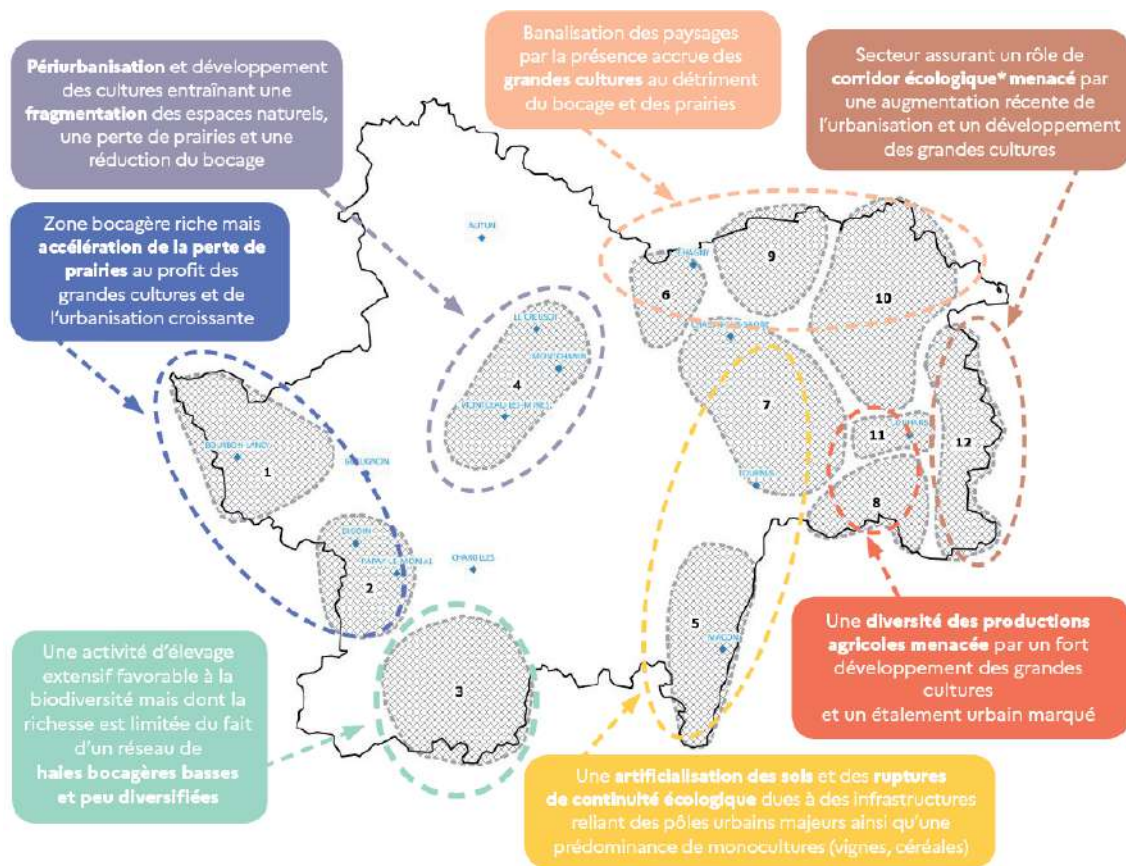 Périurbanisation et développement
des cultures entraînant une
fragmentation des espaces naturels,
une perte de prairies et une
réduction du bocage
Banalisation des paysages
par la présence accrue des
grandes cultures au détriment
du bocage et des prairies
Secteur assurant un rôle de
corridor écologique* menacé par
une augmentation récente de
l'urbanisation et un développement
des grandes cultures
Zone bocagère riche mais
accélération de la perte de
prairies au profit des
grandes cultures et de
l'urbanisation croissante
AUTUN
CHAGNY
9
6
10
LE CREUSOT
MONTCHANIN
4
MONTCEAU-LES-MINES
7
11
LOUHANS
12
BOURBON-LANCY
1
GUEUGNON
TOURNUS
8
DIGOIN
PARAY-LE-MONIAL
CHAROLLES
2
5
MACON
3
Une activité d'élevage
extensif favorable à la
biodiversité mais dont la
richesse est limitée du fait
d'un réseau de
haies bocagères basses
et peu diversifiées
Une diversité des productions
agricoles menacée par un fort
développement des grandes
cultures
et un étalement urbain marqué
Une artificialisation des sols et des ruptures
de continuité écologique dues à des infrastructures
reliant des pôles urbains majeurs ainsi qu'une
prédominance de monocultures (vignes, céréales)